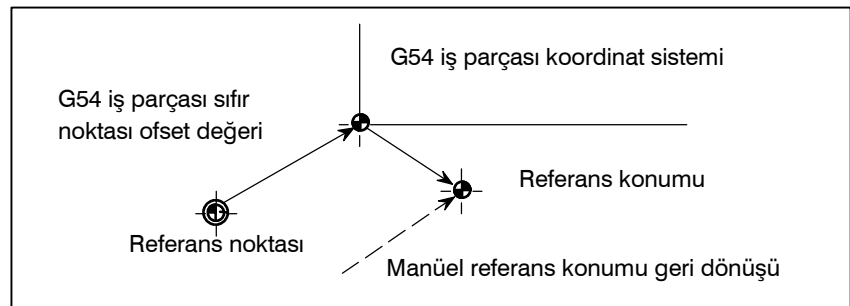 G54 iş parçası koordinat sistemi
G54 iş parçası sıfır
noktası ofset değeri
Referans konumu
Referans noktası
Manüel referans konumu geri dönüşü